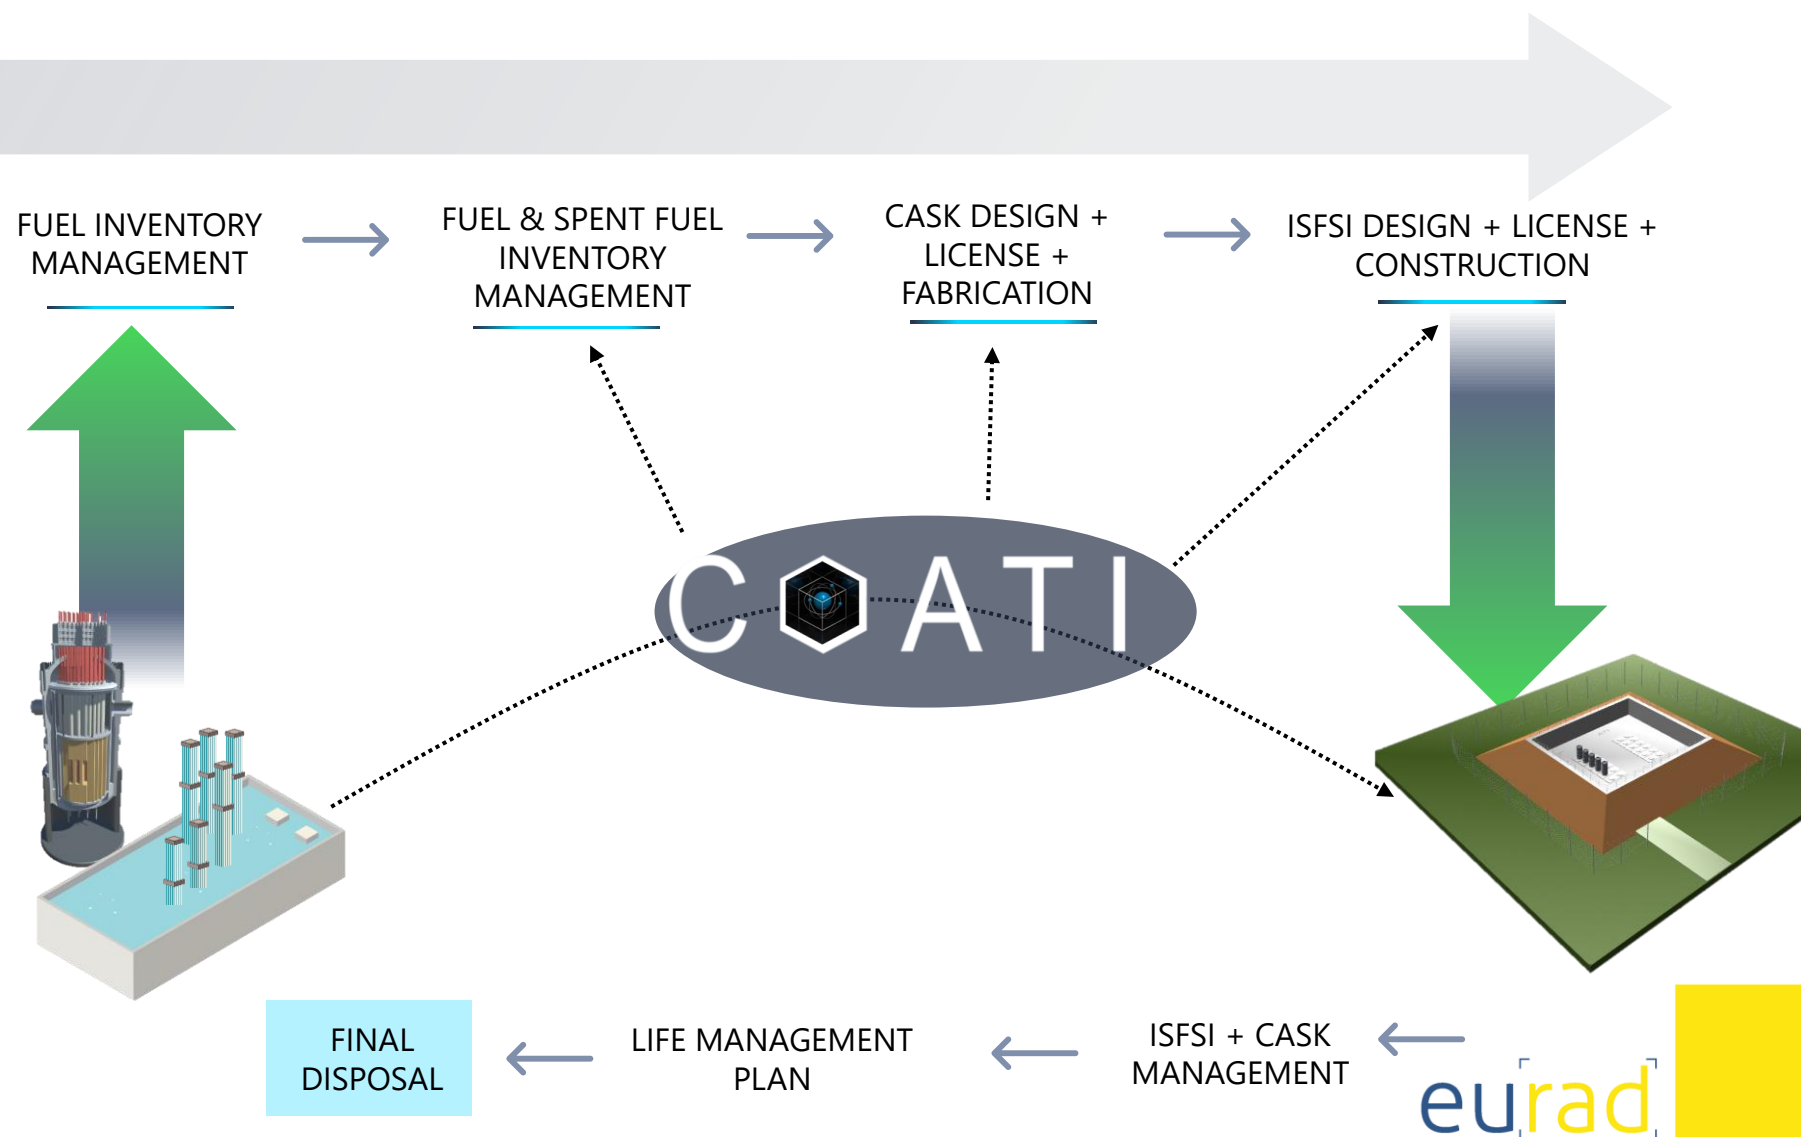 FUEL INVENTORY
MANAGEMENT
FUEL & SPENT FUEL
INVENTORY
MANAGEMENT
CASK DESIGN +
LICENSE +
FABRICATION
ISFSI DESIGN + LICENSE +
CONSTRUCTION
COATI
FINAL
DISPOSAL
LIFE MANAGEMENT
PLAN
ISFSI + CASK
MANAGEMENT
eurad